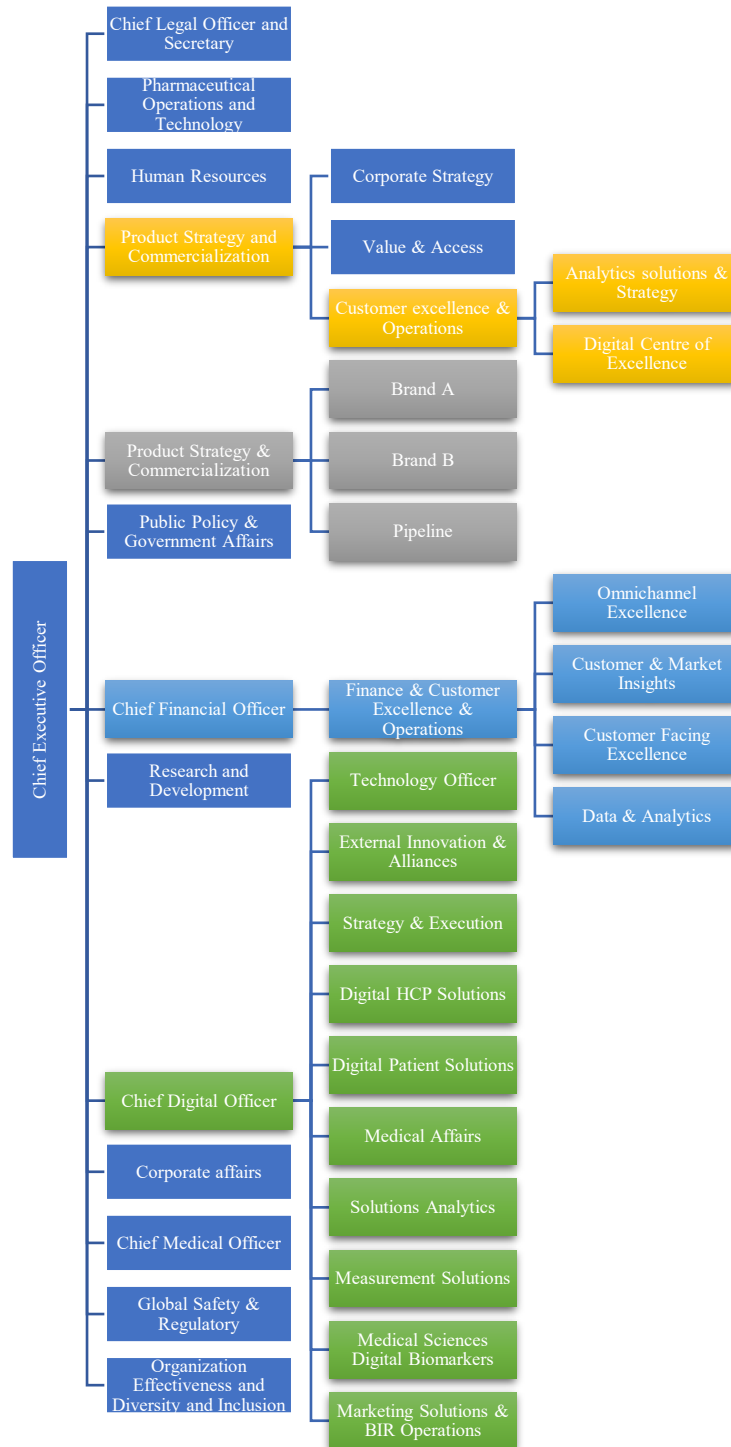 Chief Legal Officer and
Secretary
Pharmaceutical
Operations and
Technology
Human Resources
Corporate Strategy
Product Strategy and
Commercialization
Value & Access
Analytics solutions &
Strategy
Customer excellence &
Operations
Digital Centre of
Excellence
Brand A
Product Strategy &
Commercialization
Brand B
Public Policy &
Government Affairs
Pipeline
Chief Executive Officer
Omnichannel
Excellence
Customer & Market
Insights
Chief Financial Officer
Finance & Customer
Excellence &
Operations
Customer Facing
Excellence
Research and
Development
Technology Officer
Data & Analytics
External Innovation &
Alliances
Strategy & Execution
Digital HCP Solutions
Digital Patient Solutions
Chief Digital Officer
Medical Affairs
Corporate affairs
Solutions Analytics
Chief Medical Officer
Measurement Solutions
Global Safety &
Regulatory
Medical Sciences
Digital Biomarkers
Organization
Effectiveness and
Diversity and Inclusion
Marketing Solutions &
BIR Operations